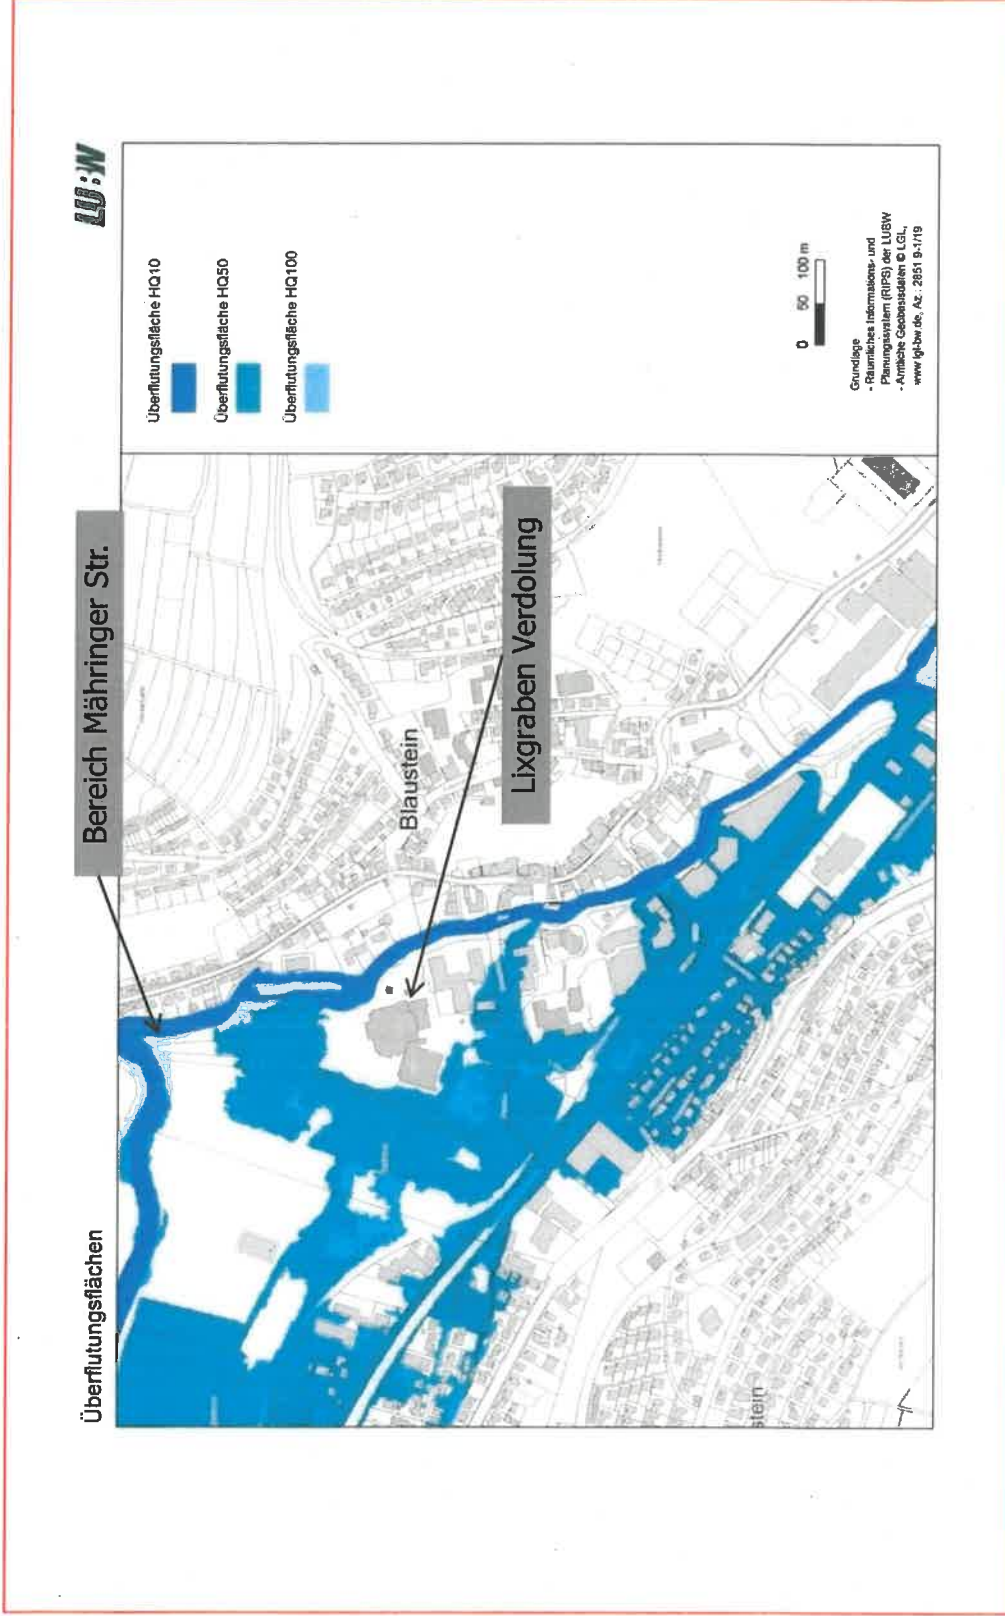 Überflutungsflächen
LU:W
Bereich Mähringer Str.
Blaustein
Lixgraben Verdolung
stein
Überflutungsfläche HQ10
Überflutungsfläche HQ50
Überflutungsfläche HQ100
0 50 100 m
Grundlage
- Räumliches Informations- und
Planungssystem (RIPS) der LUBW
- Amtliche Geobasisdaten © LGL,
www.lgl-bw.de, Az.: 2851.9-1/19